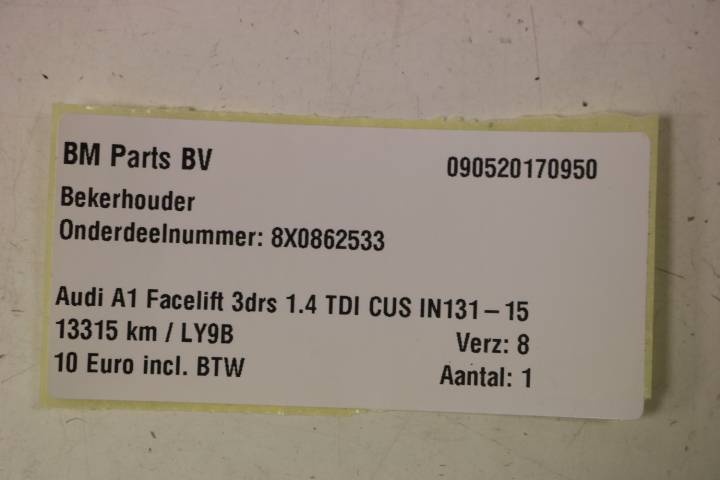 BM Parts BV 090520170950
Bekerhouder
Onderdeelnummer: 8X0862533
Audi A1 Facelift 3drs 1.4 TDI CUS IN131-15
13315 km / LY9B Verz: 8
10 Euro incl. BTW Aantal: 1